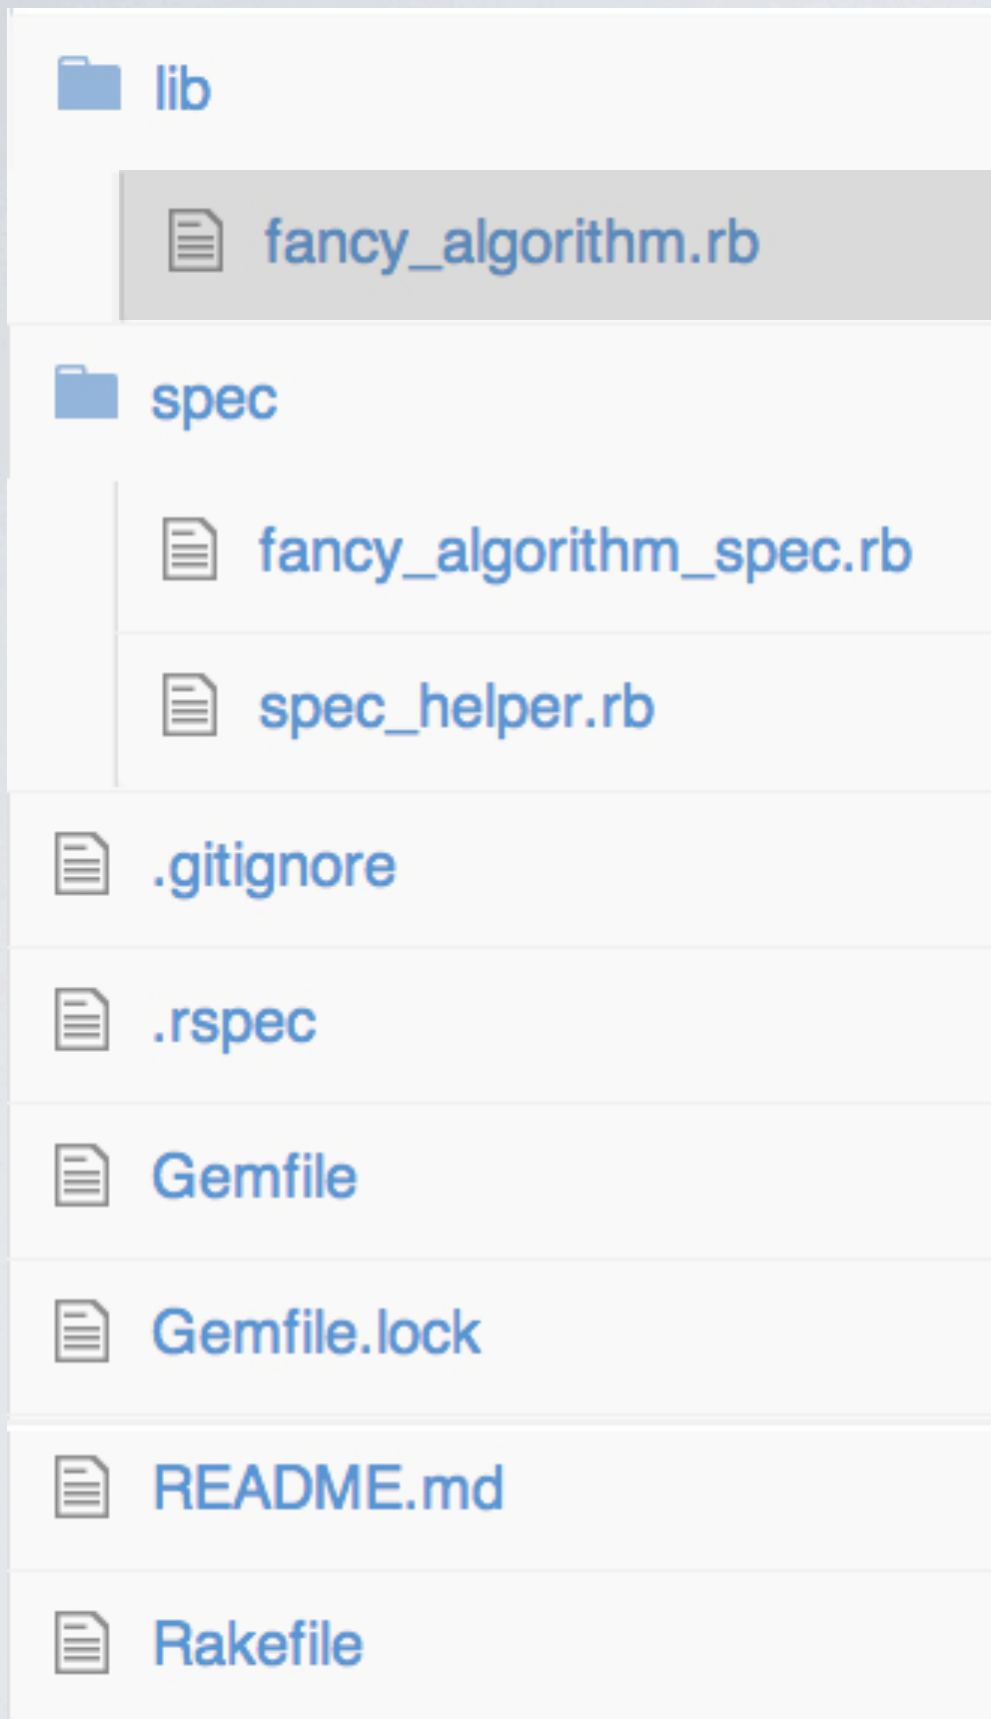 lib
fancy_algorithm.rb
spec
fancy_algorithm_spec.rb
spec_helper.rb
.gitignore
.rspec
Gemfile
Gemfile.lock
README.md
Rakefile